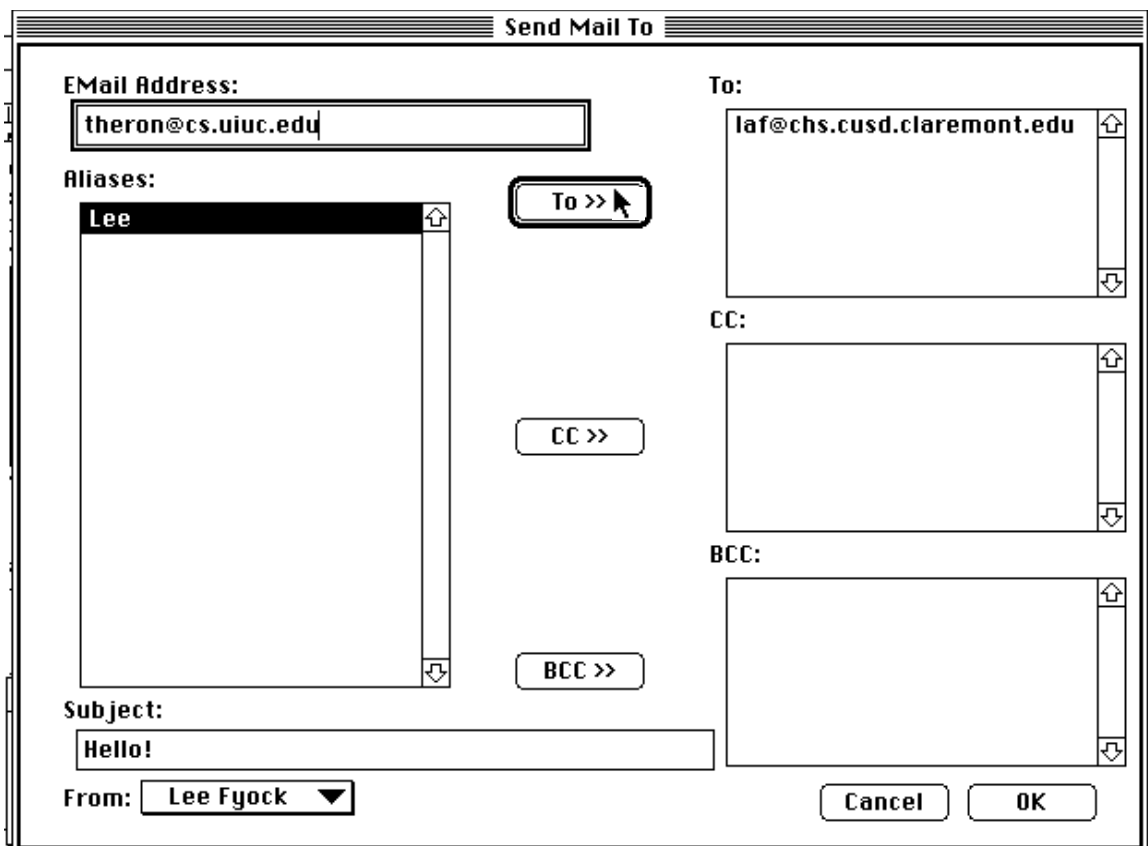 Send Mail To
EMail Address:
theron@cs.uiuc.edu
Aliases:
Lee
To >>
CC >>
BCC >>
To:
laf@chs.cusd.claremont.edu
CC:
BCC:
Subject:
Hello!
From: Lee Fyock
Cancel OK